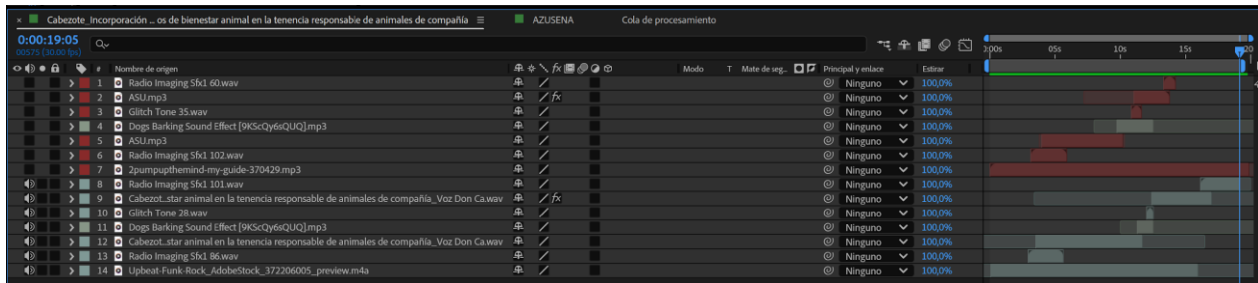 × Cabezote_Incorporación ... os de bienestar animal en la tenencia responsable de animales de compañía ≡ AZUSENA Cola de procesamiento
0:00:19:05
00575 (30.00 fps)
:00s 05s 10s 15s 20
# Nombre de origen Modo T Mate de seg.. Principal y enlace Estirar
1 Radio Imaging Sfx1 60.wav Ninguno 100,0%
2 ASU.mp3 fx Ninguno 100,0%
3 Glitch Tone 35.wav Ninguno 100,0%
4 Dogs Barking Sound Effect [9KScQy6sQUQ].mp3 Ninguno 100,0%
5 ASU.mp3 Ninguno 100,0%
6 Radio Imaging Sfx1 102.wav Ninguno 100,0%
7 2pumpupthemind-my-guide-370429.mp3 Ninguno 100,0%
8 Radio Imaging Sfx1 101.wav Ninguno 100,0%
9 Cabezot...star animal en la tenencia responsable de animales de compañía_Voz Don Ca.wav fx Ninguno 100,0%
10 Glitch Tone 28.wav Ninguno 100,0%
11 Dogs Barking Sound Effect [9KScQy6sQUQ].mp3 Ninguno 100,0%
12 Cabezot...star animal en la tenencia responsable de animales de compañía_Voz Don Ca.wav Ninguno 100,0%
13 Radio Imaging Sfx1 86.wav Ninguno 100,0%
14 Upbeat-Funk-Rock_AdobeStock_372206005_preview.m4a Ninguno 100,0%